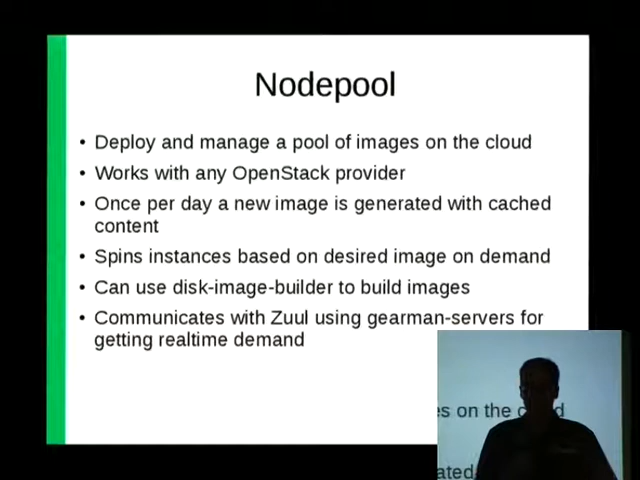 Nodepool
• Deploy and manage a pool of images on the cloud
• Works with any OpenStack provider
• Once per day a new image is generated with cached
content
• Spins instances based on desired image on demand
• Can use disk-image-builder to build images
• Communicates with Zuul using gearman-servers for
getting realtime demand
es on the c d
ated